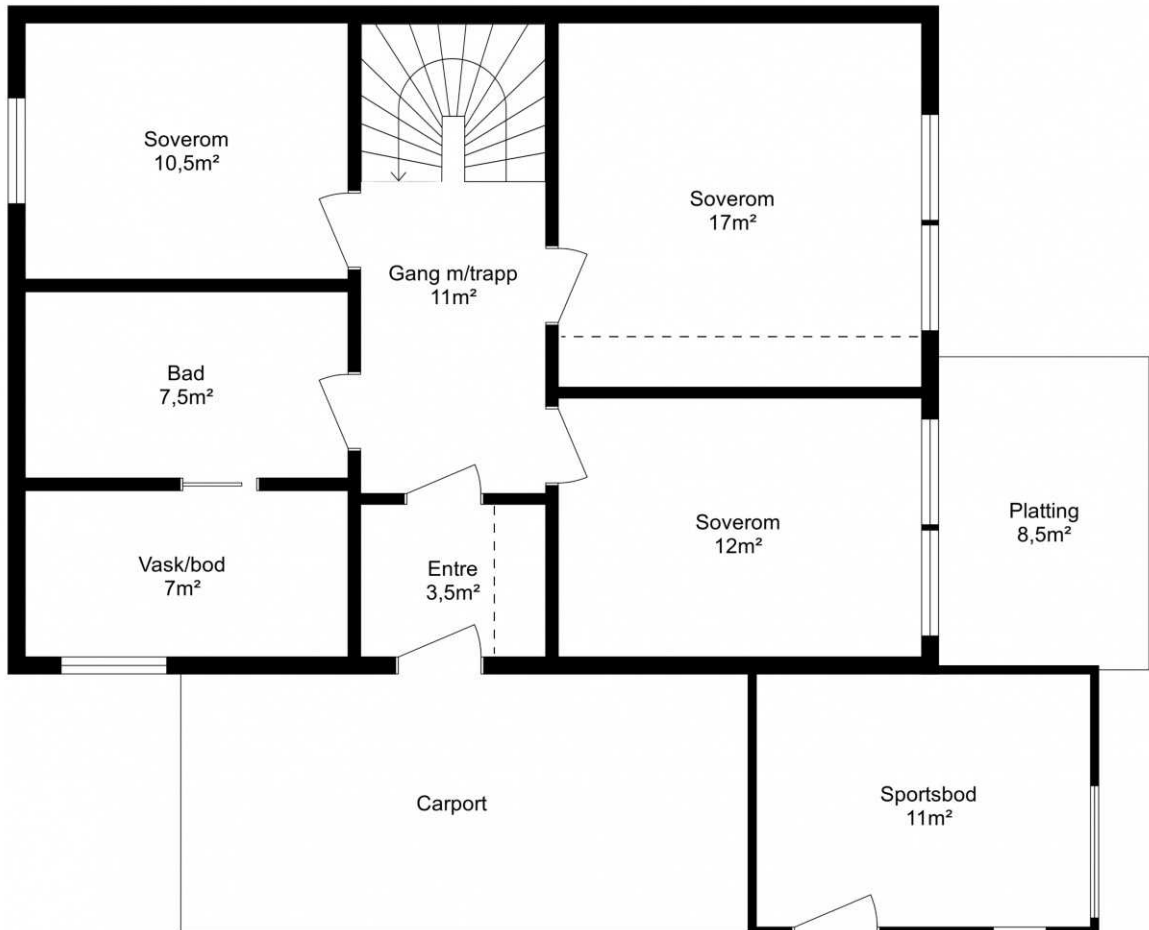 Soverom
10,5m²
Soverom
17m²
Gang m/trapp
11m²
Bad
7,5m²
Vask/bod
7m²
Entre
3,5m²
Soverom
12m²
Platting
8,5m²
Carport
Sportsbod
11m²